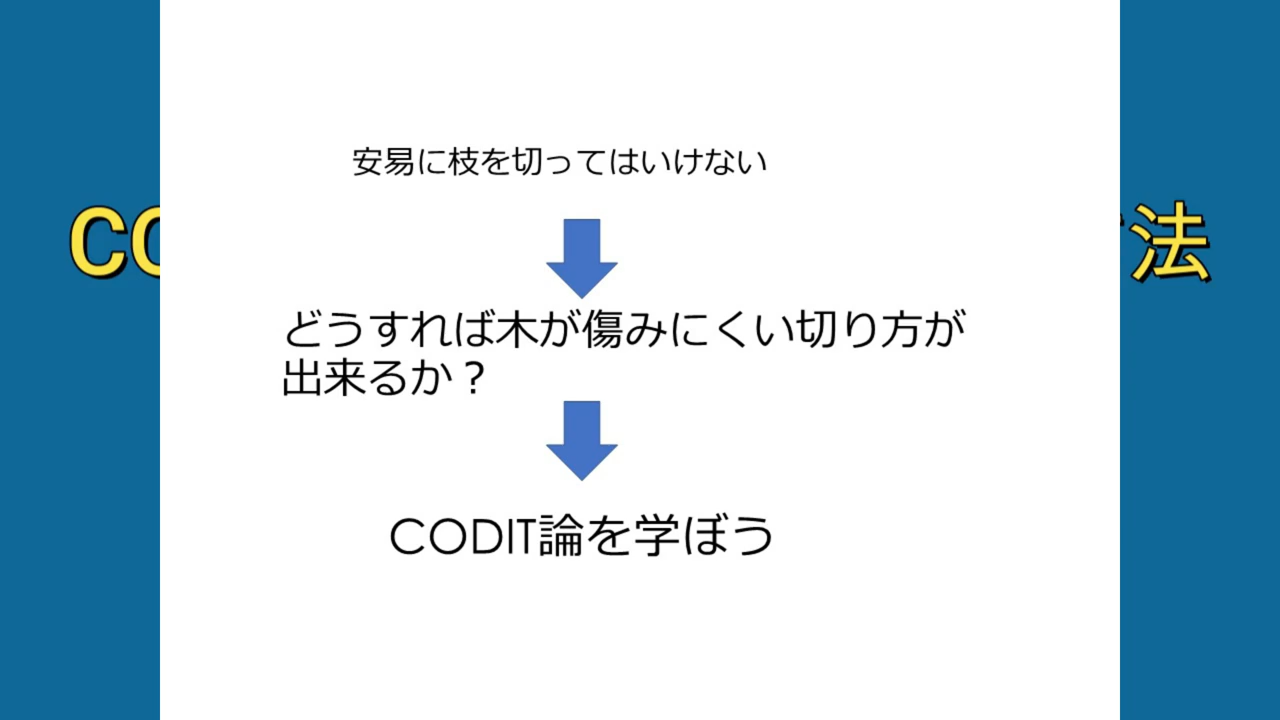 安易に枝を切ってはいけない
CO
法
どうすれば木が傷みにくい切り方が
出来るか？
CODIT論を学ぼう